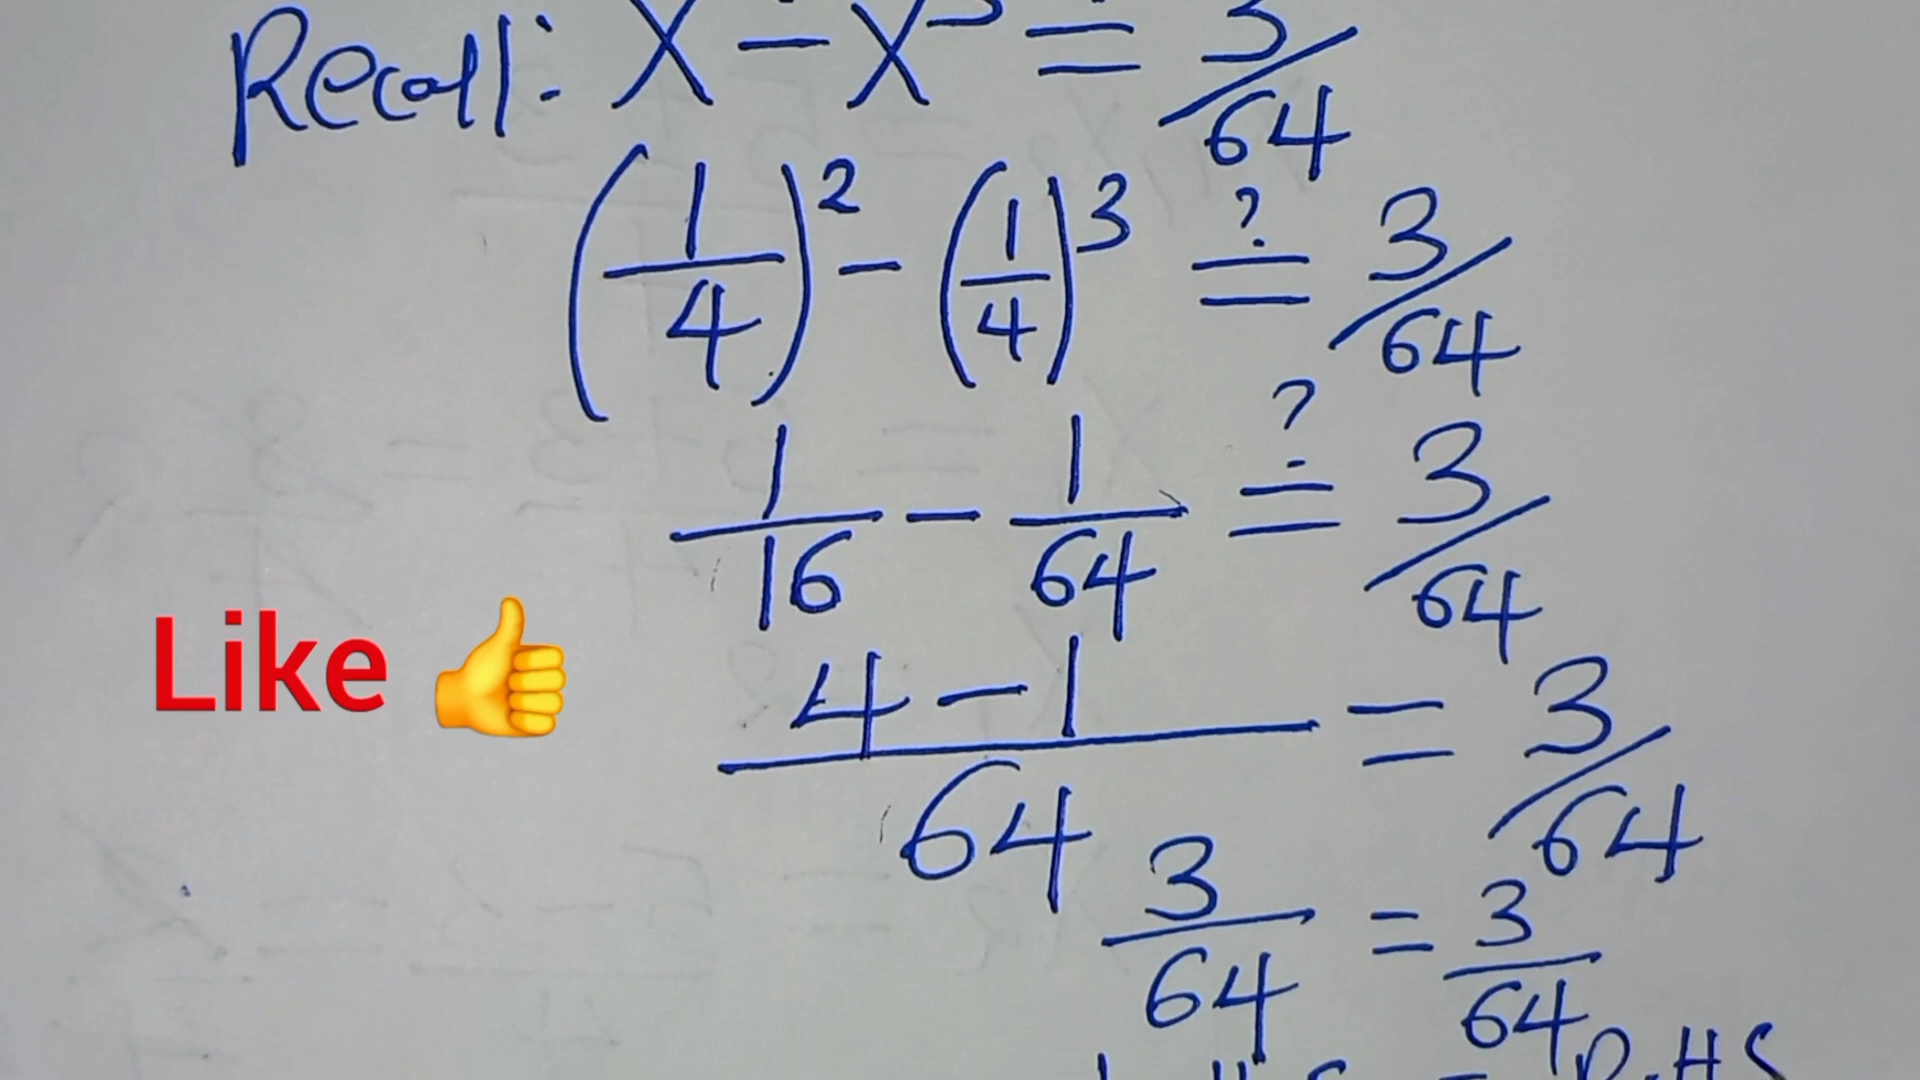 Recall: X² - X³ = 3/64
(1/4)² - (1/4)³ ?= 3/64
1/16 - 1/64 ?= 3/64
Like 👍
4 - 1/64 = 3/64
3/64 = 3/64
R.HS